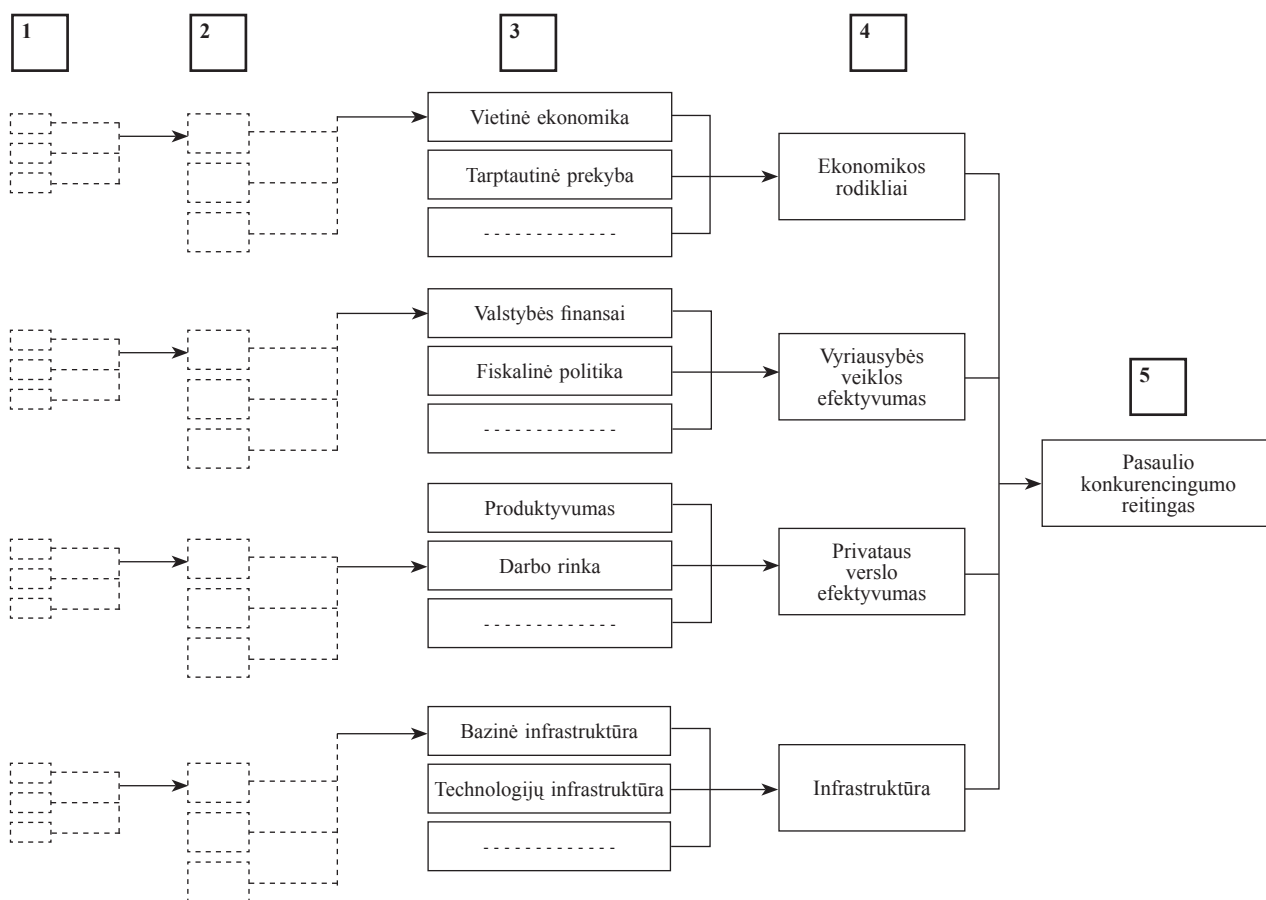 1
2
3
4
Vietinė ekonomika
Tarptautinė prekyba
- - - - - - - - - - - - -
Ekonomikos
rodikliai
Valstybės finansai
Fiskalinė politika
- - - - - - - - - - - - -
Vyriausybės
veiklos
efektyvumas
5
Pasaulio
konkurencingumo
reitingas
Produktyvumas
Darbo rinka
- - - - - - - - - - - - -
Privataus
verslo
efektyvumas
Bazinė infrastruktūra
Technologijų infrastruktūra
- - - - - - - - - - - - -
Infrastruktūra